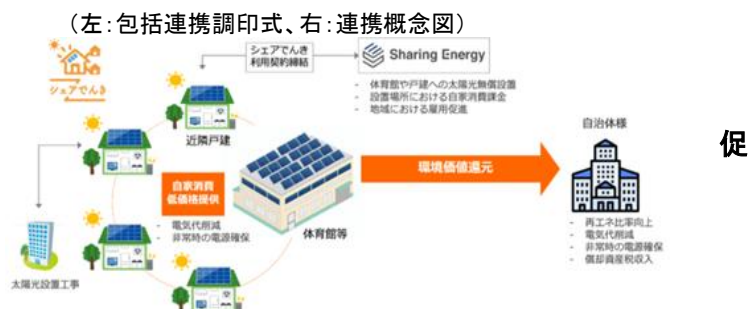 （左：包括連携調印式、右：連携概念図）
シェアでんき
利用契約締結
Sharing Energy
- 体育館や戸建への太陽光無償設置
- 設置場所における自家消費課金
- 地域における雇用促進
シェアでんき
近隣戸建
自治体様
促
自家消費
低価格提供
環境価値還元
- 電気代削減
- 非常時の電源確保
体育館等
- 再エネ比率向上
- 電気代削減
- 非常時の電源確保
- 償却資産税収入
太陽光設置工事